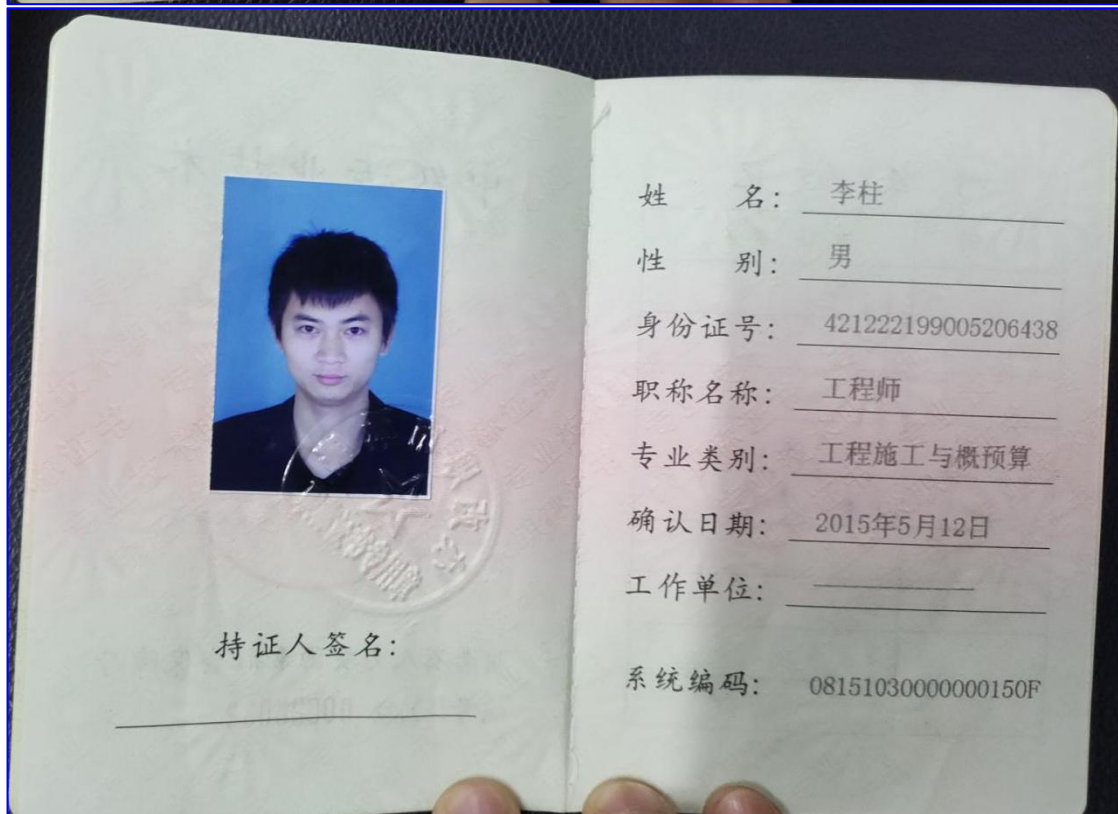 持证人签名:
姓 名: 李柱
性 别: 男
身份证号: 421222199005206438
职称名称: 工程师
专业类别: 工程施工与概预算
确认日期: 2015年5月12日
工作单位:
系统编码: 08151030000000150F